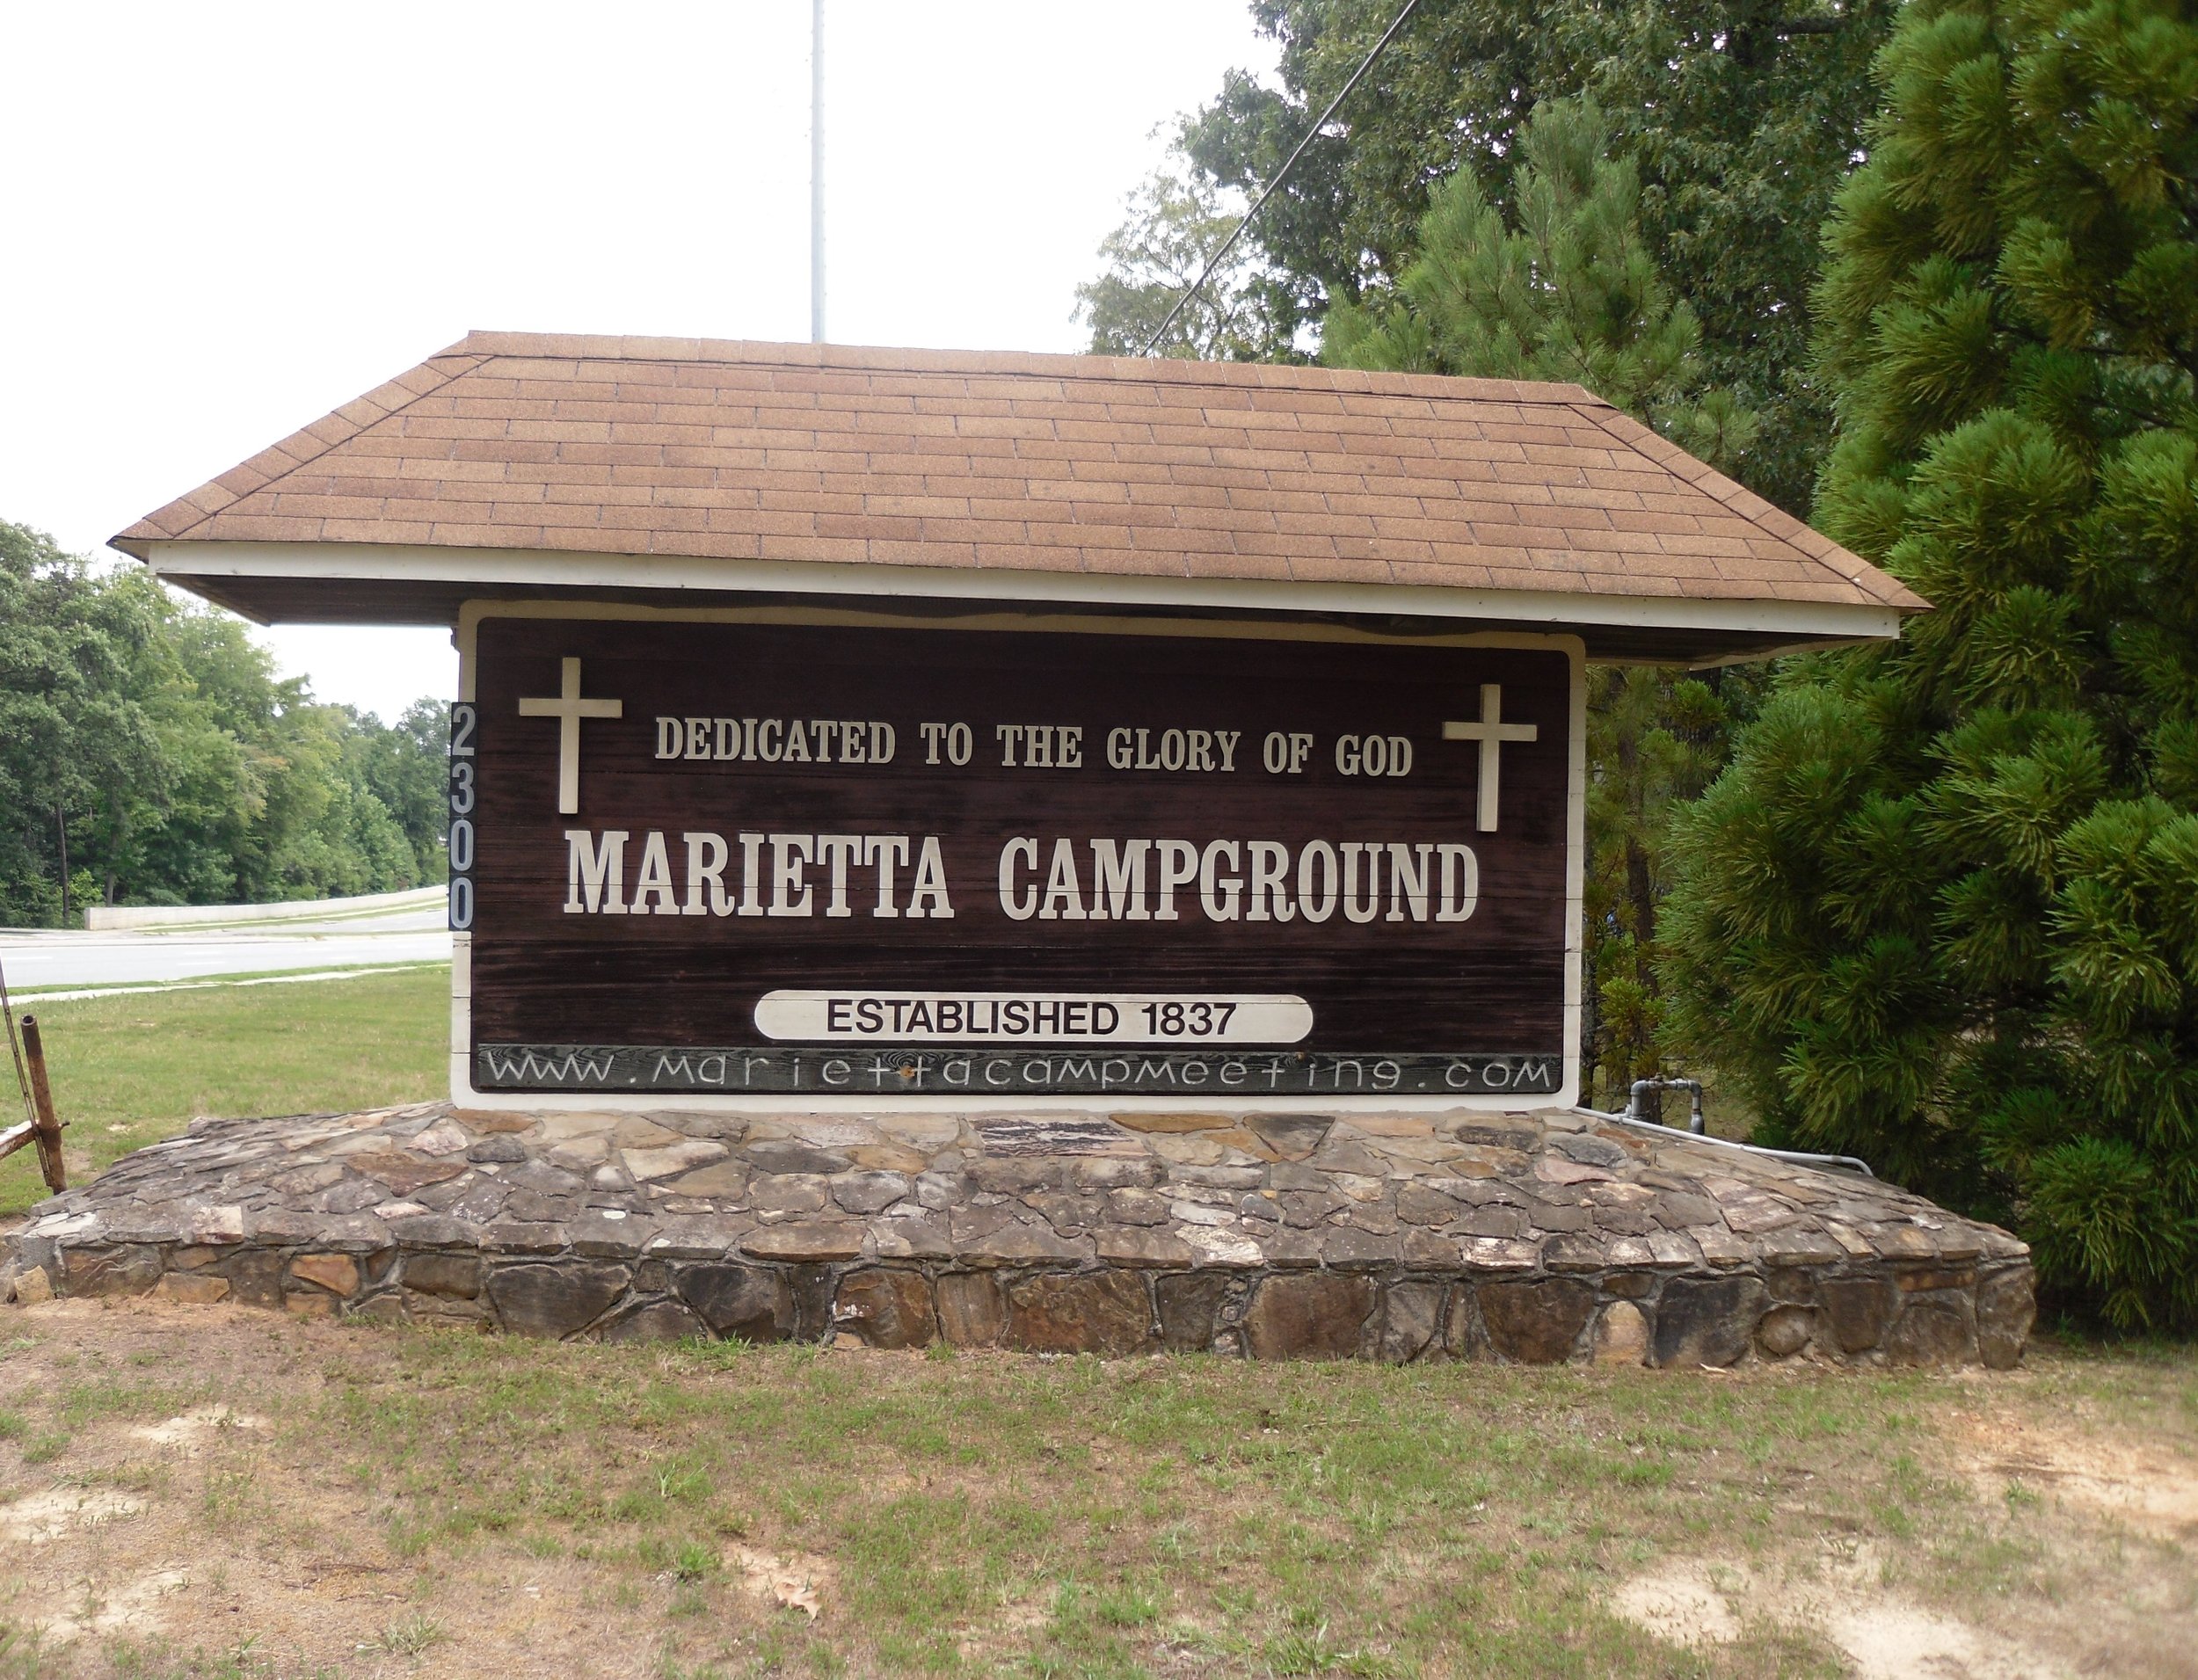 2300
DEDICATED TO THE GLORY OF GOD
MARIETTA CAMPGROUND
ESTABLISHED 1837
www.mariettacampmeeting.com